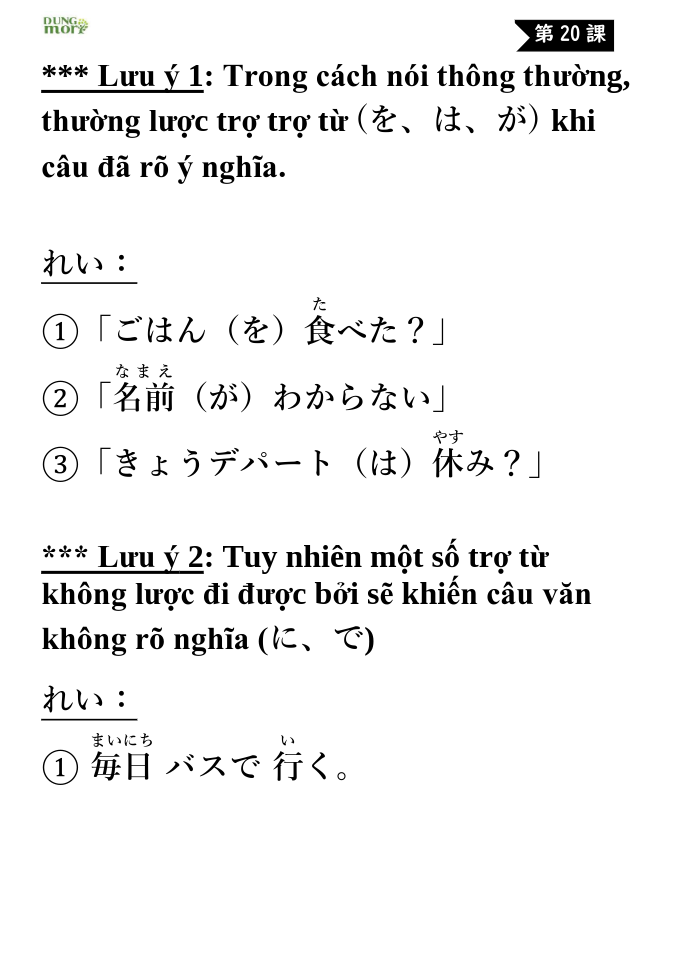 DUNG
mori
第 20 課
*** Lưu ý 1: Trong cách nói thông thường,
thường lược trợ trợ từ（を、は、が）khi
câu đã rõ ý nghĩa.
れい：
た
①「ごはん（を）食べた？」
なまえ
②「名前（が）わからない」
やす
③「きょうデパート（は）休み？」
*** Lưu ý 2: Tuy nhiên một số trợ từ
không lược đi được bởi sẽ khiến câu văn
không rõ nghĩa (に、で)
れい：
まいにち い
① 毎日 バスで 行く。